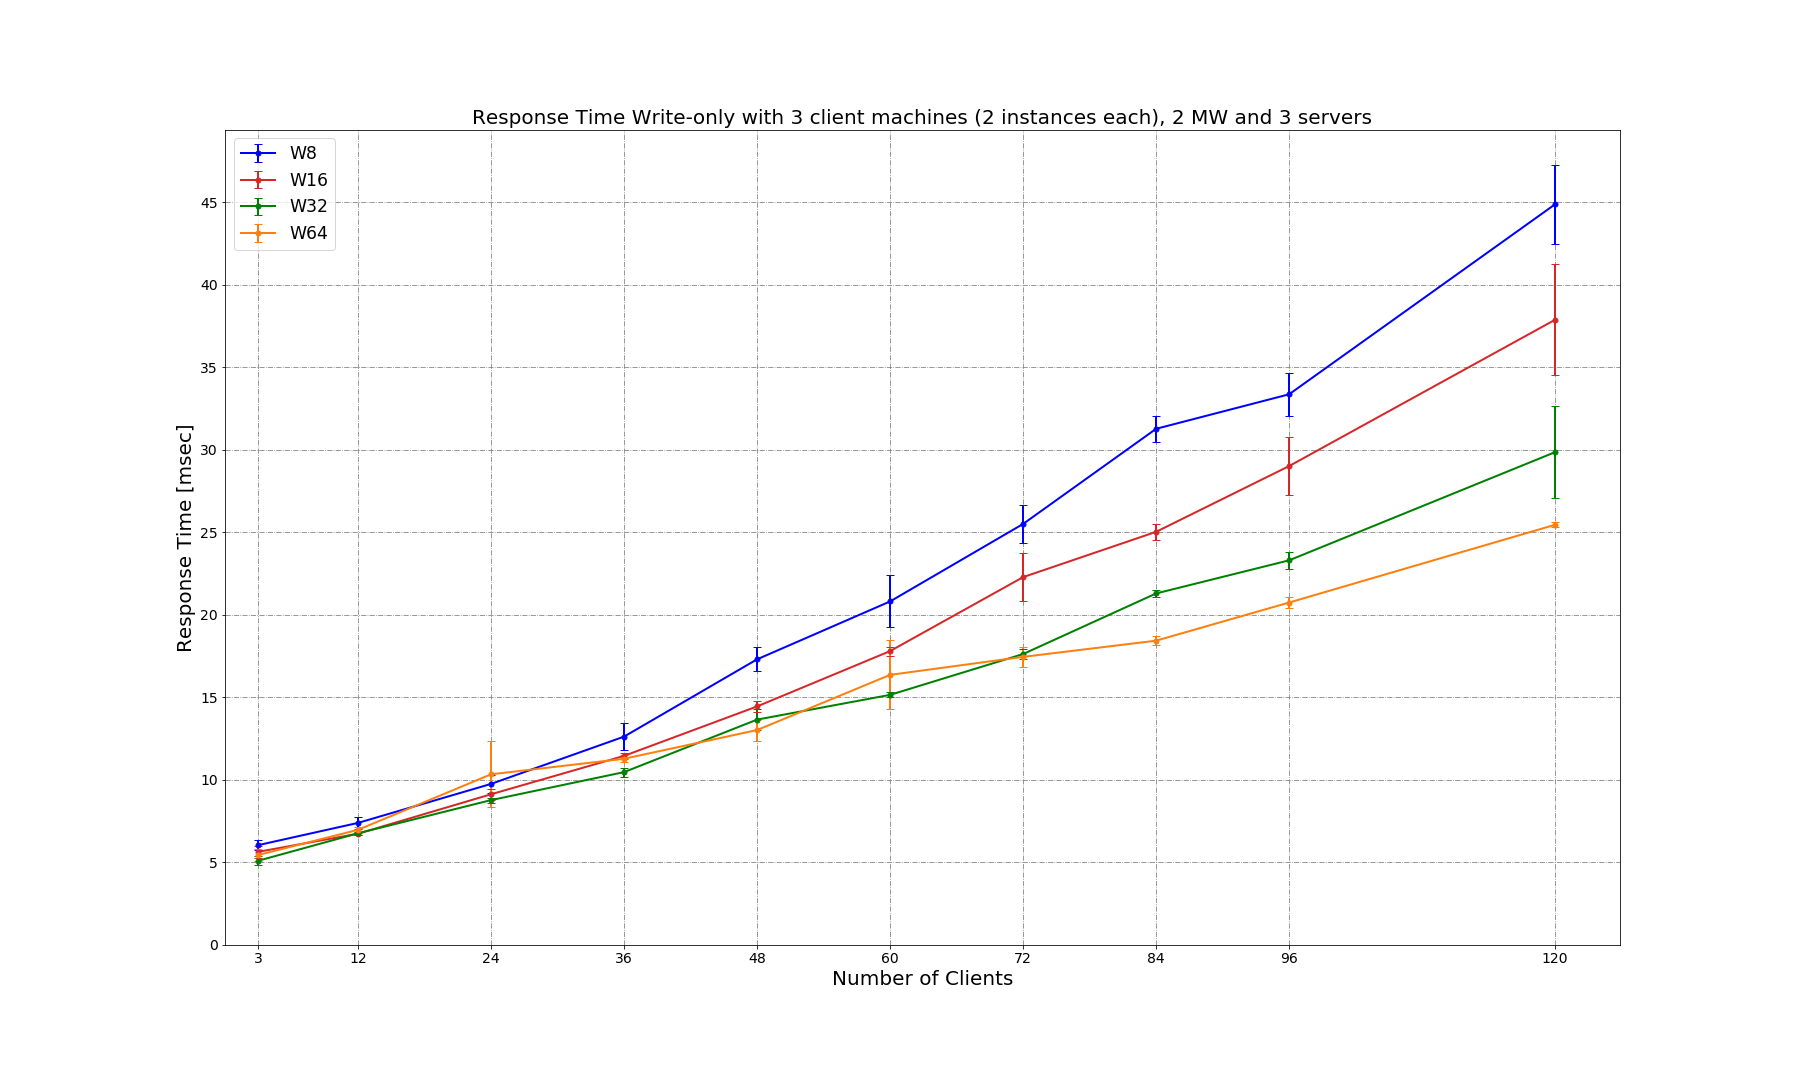 Response Time Write-only with 3 client machines (2 instances each), 2 MW and 3 servers
W8
W16
W32
W64
Response Time [msec]
45
40
35
30
25
20
15
10
5
0
3 12 24 36 48 60 72 84 96 120
Number of Clients